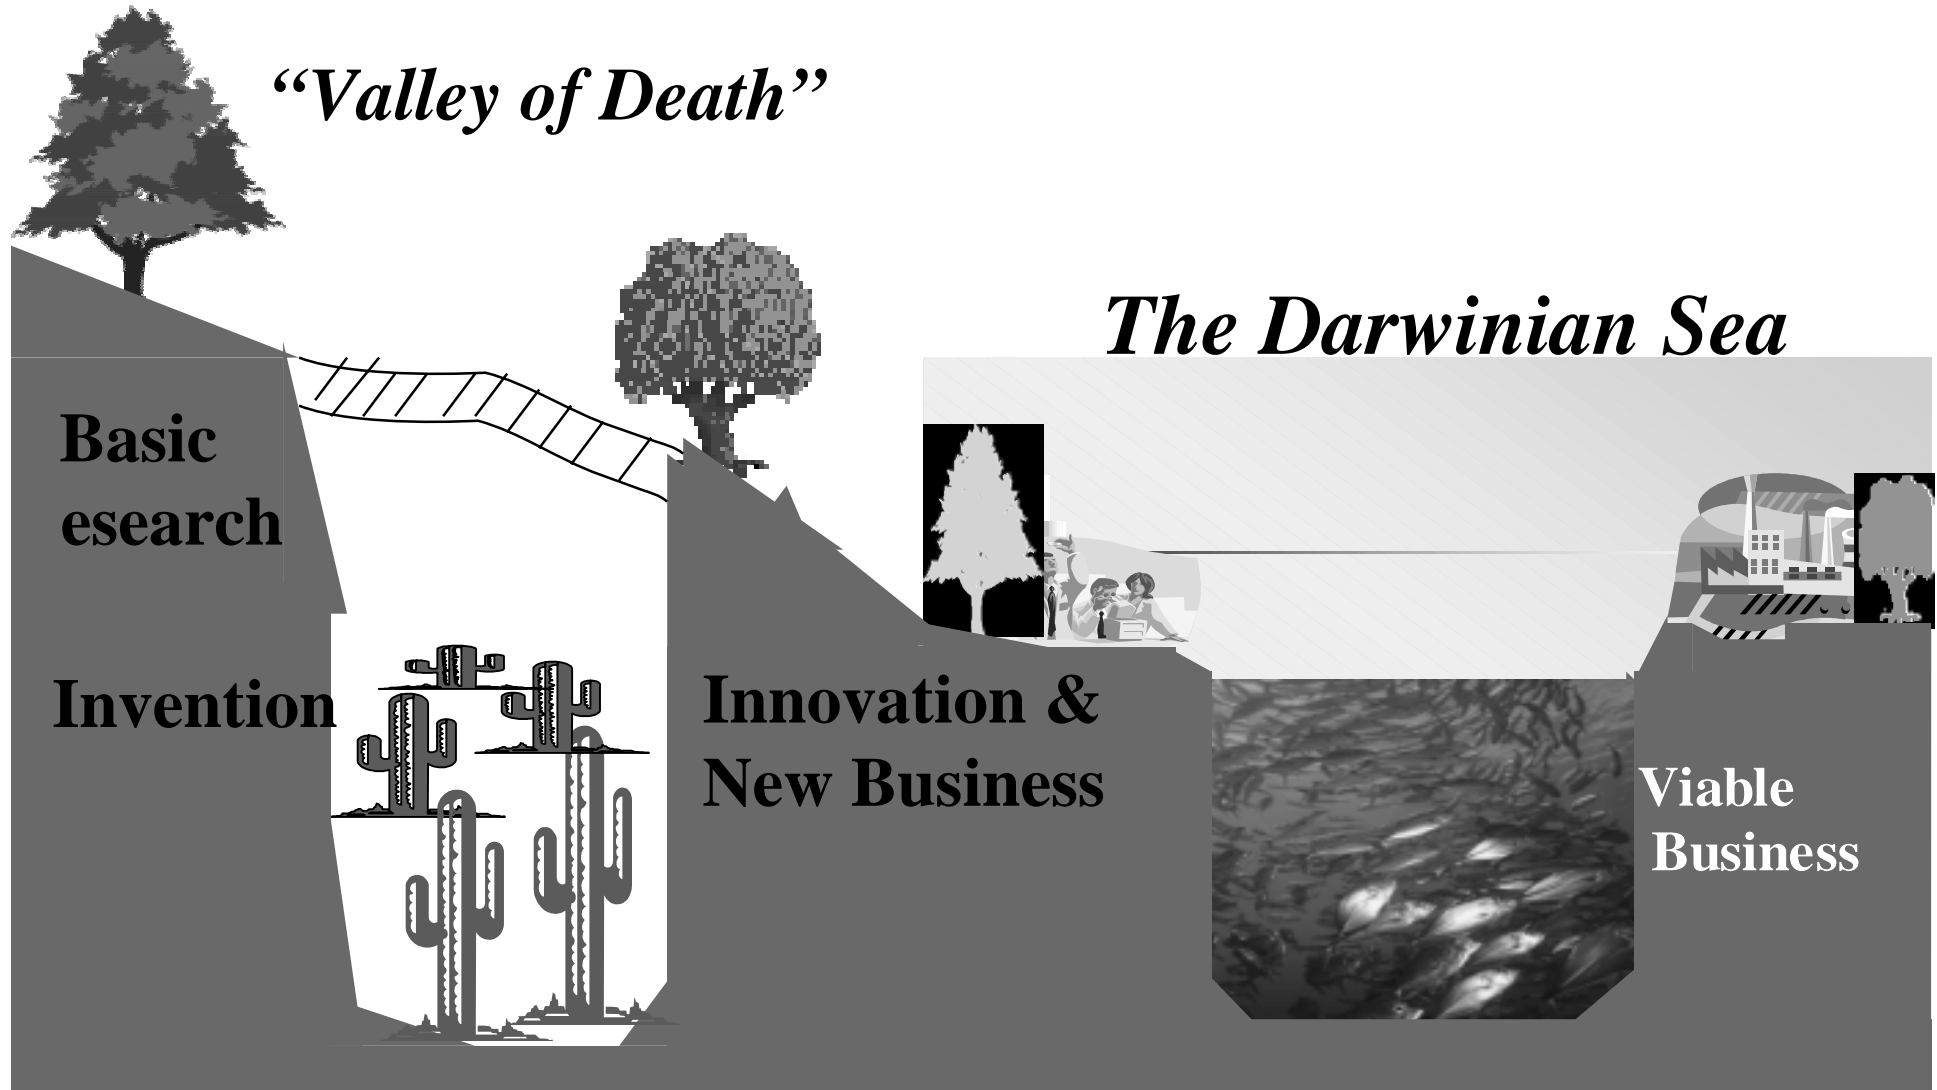 “Valley of Death”
The Darwinian Sea
Basic
esearch
Invention
Innovation &
New Business
Viable
Business